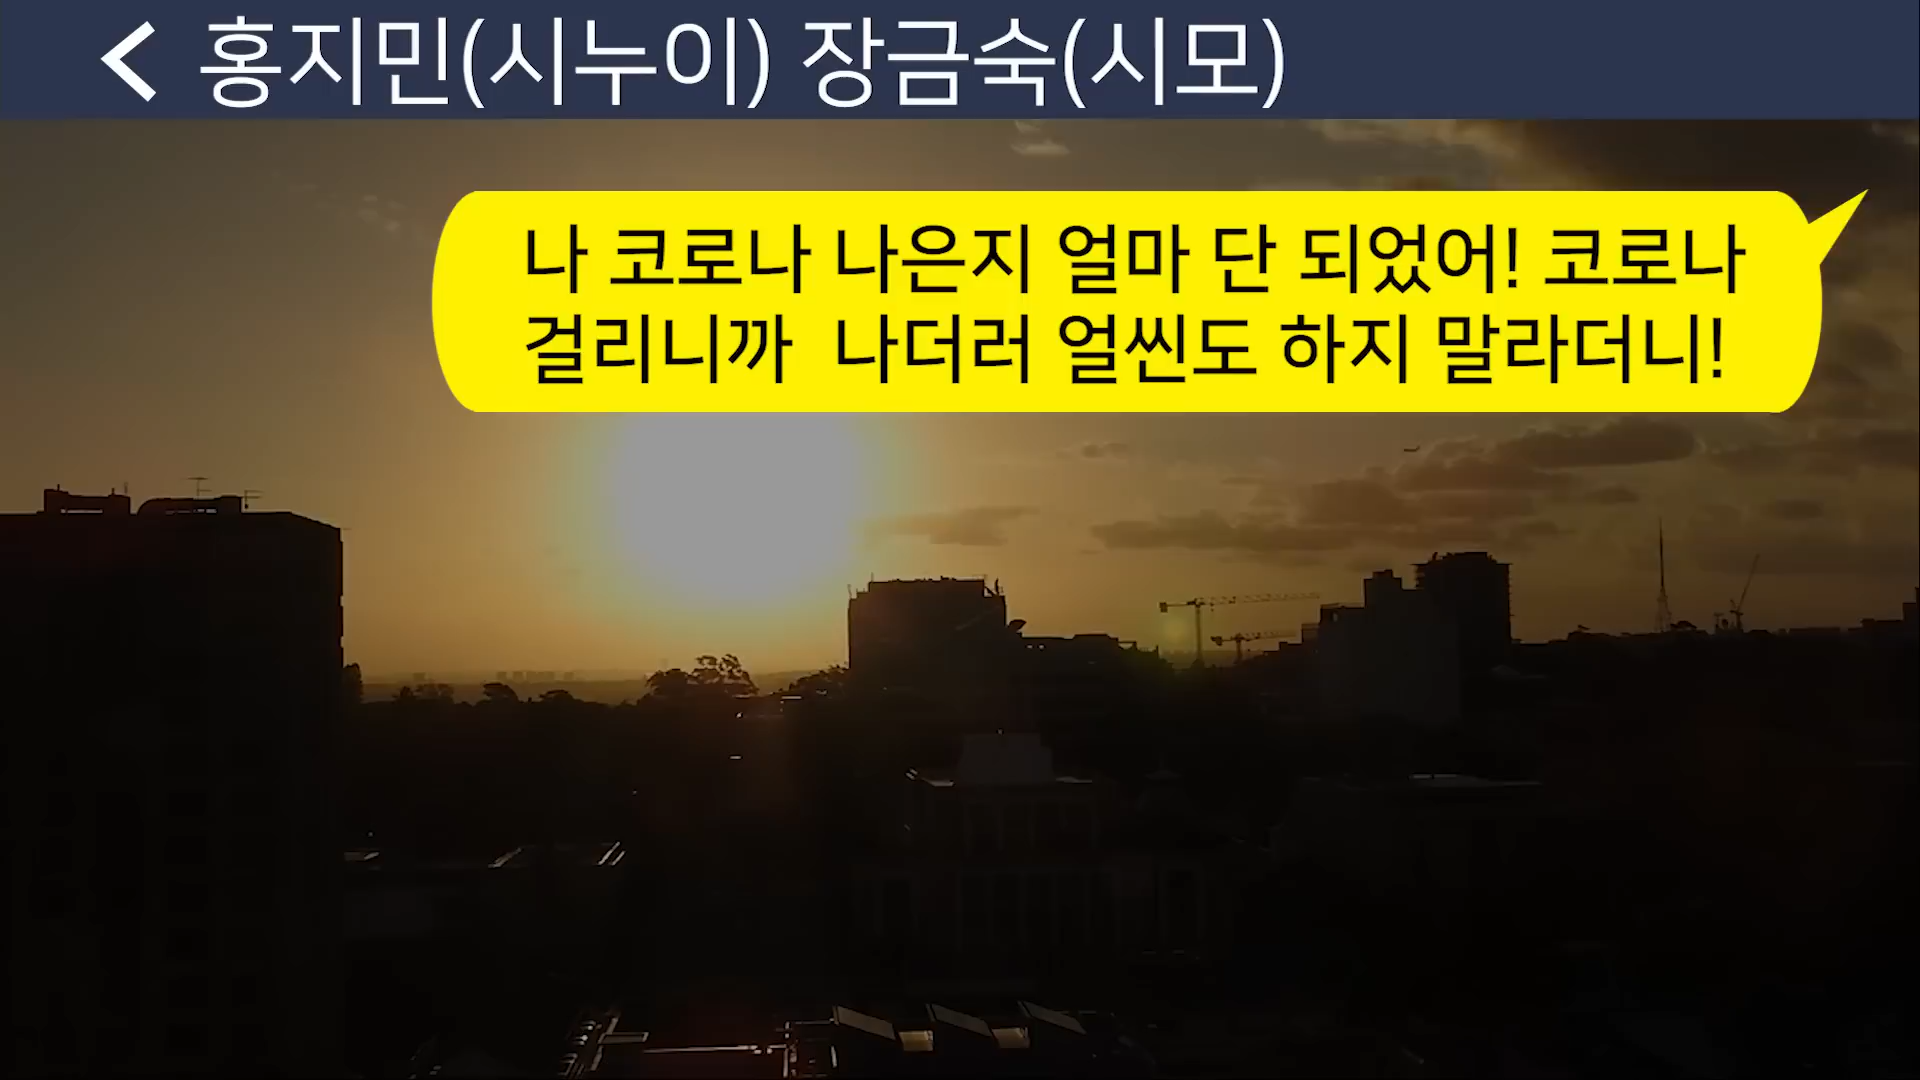 홍지민(시누이) 장금숙(시모)
나 코로나 나은지 얼마 단 되었어! 코로나
걸리니까 나더러 얼씬도 하지 말라더니!